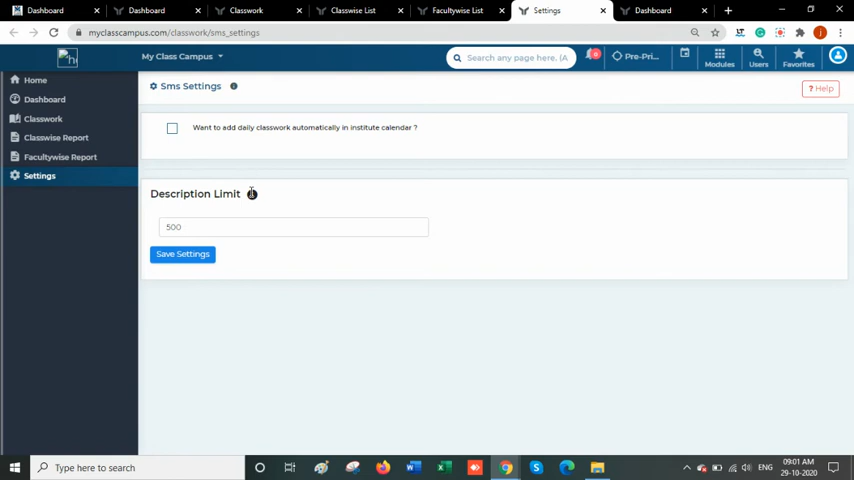 Dashboard
Dashboard
Classwork
Classwise List
Facultywise List
Settings
Dashboard
myclasscampus.com/classwork/sms_settings
My Class Campus
Search any page here. (A
Pre-Pri...
Modules
Users
Favorites
Home
Dashboard
Classwork
Classwise Report
Facultywise Report
Settings
Sms Settings
? Help
Want to add daily classwork automatically in institute calendar ?
Description Limit
500
Save Settings
Type here to search
ENG
09:01 AM
29-10-2020